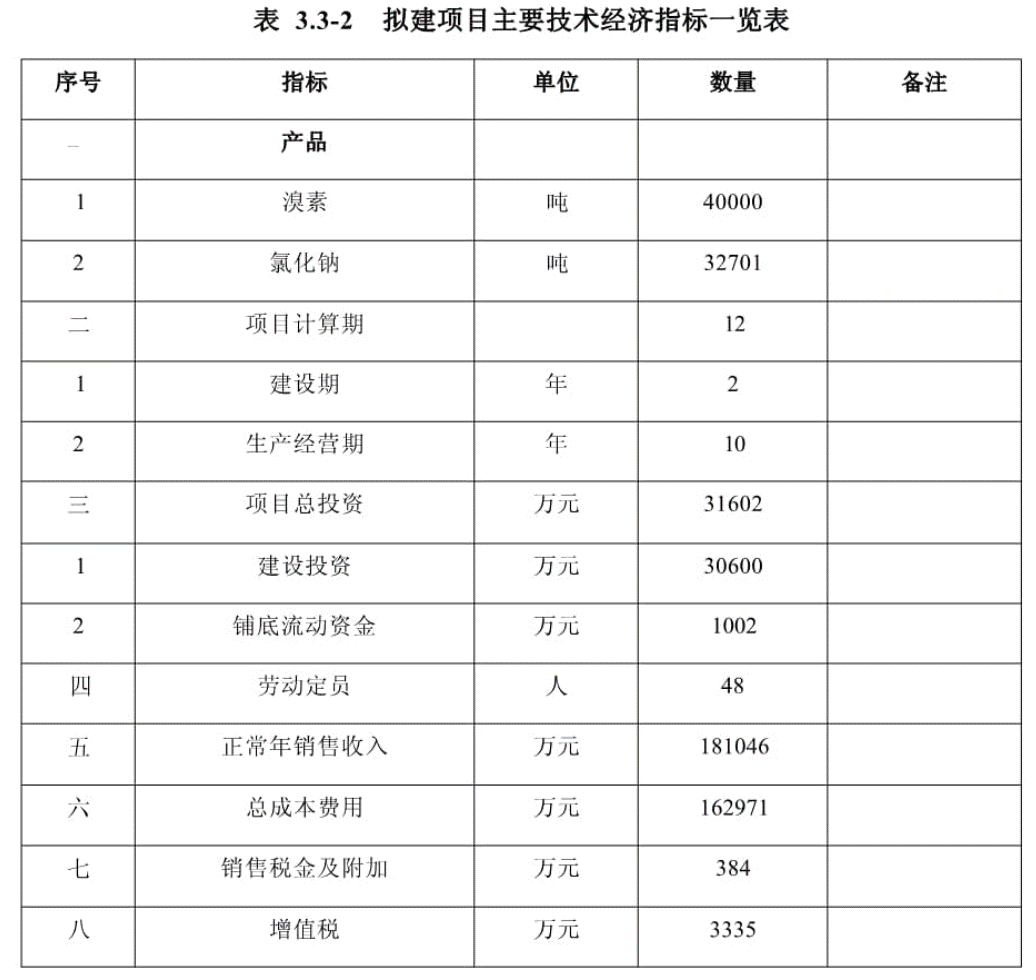 表 3.3-2 拟建项目主要技术经济指标一览表
序号 指标 单位 数量 备注
一 产品
1 溴素 吨 40000
2 氯化钠 吨 32701
二 项目计算期 12
1 建设期 年 2
2 生产经营期 年 10
三 项目总投资 万元 31602
1 建设投资 万元 30600
2 铺底流动资金 万元 1002
四 劳动定员 人 48
五 正常年销售收入 万元 181046
六 总成本费用 万元 162971
七 销售税金及附加 万元 384
八 增值税 万元 3335